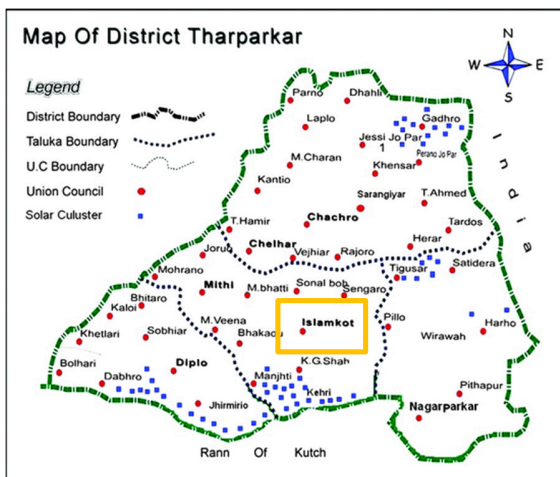 Map Of District Tharparkar
N
W E
S
Legend
District Boundary
Taluka Boundary
U.C Boundary
Union Council
Solar Culuster
Parno
Dhahli
Laplo
Gadhro
Jessi Jo Par
1
Perano Jo Par
M.Charan
Khensar
Kantio
Sarangiyar
T.Ahmed
India
Chachro
T.Hamir
Tardos
Chelhar
Herar
Jorua
Vejhiar
Rajoro
Mohrano
Tigusar
Satidera
Mithi
M.bhatti
Sonal boh
Sengaro
Bhitaro
Kaloi
Islamkot
Pillo
Harho
M.Veena
Wirawah
Khetlari
Sobhiar
Bhakaou
Bolhari
Diplo
K.G.Shah
Dabhro
Manjhti
Kehri
Pithapur
Jhirmirio
Nagarparkar
Rann Of Kutch